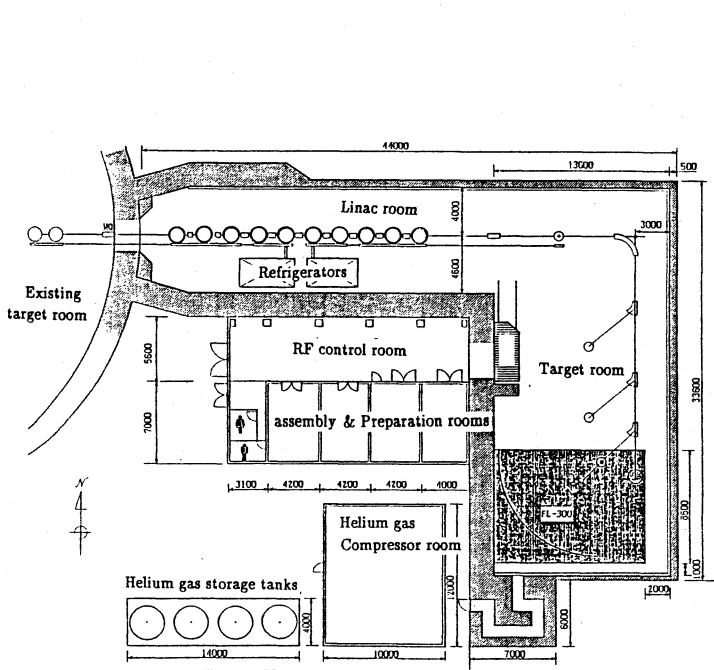 44000
13000
500
Linac room
4000
3000
MQ
Refrigerators
4600
Existing
target room
RF control room
5600
Target room
33600
assembly & Preparation rooms
7000
3100 4200 4200 4200 4000
N
FL-300
8500
Helium gas
Compressor room
1000
Helium gas storage tanks
12000
2000
4000
6000
14000
10000
7000